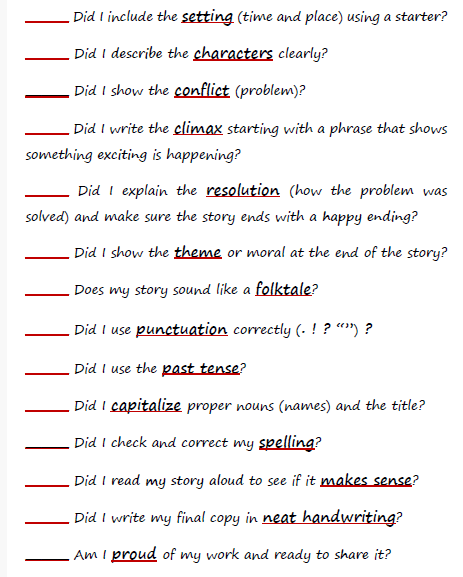 ______ Did I include the setting (time and place) using a starter?
______ Did I describe the characters clearly?
______ Did I show the conflict (problem)?
______ Did I write the climax starting with a phrase that shows
something exciting is happening?
______ Did I explain the resolution (how the problem was
solved) and make sure the story ends with a happy ending?
______ Did I show the theme or moral at the end of the story?
______ Does my story sound like a folktale?
______ Did I use punctuation correctly (. ! ? “”) ?
______ Did I use the past tense?
______ Did I capitalize proper nouns (names) and the title?
______ Did I check and correct my spelling?
______ Did I read my story aloud to see if it makes sense?
______ Did I write my final copy in neat handwriting?
______ Am I proud of my work and ready to share it?